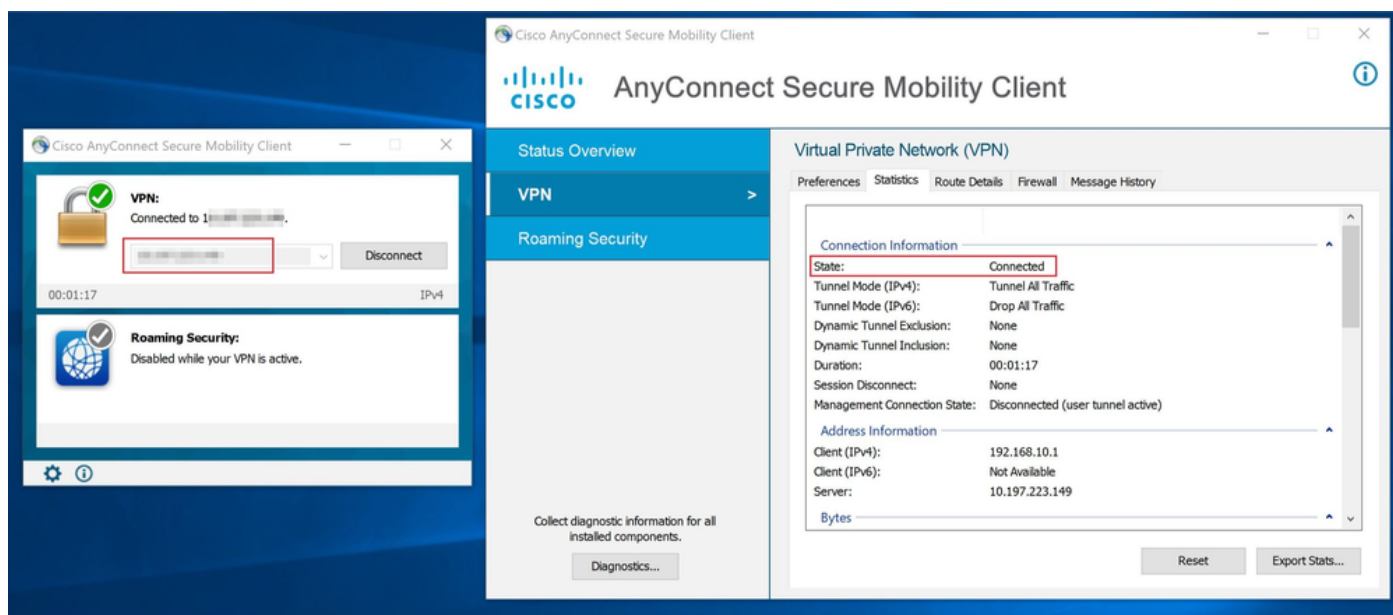 Cisco AnyConnect Secure Mobility Client
VPN:
Connected to 1
Disconnect
00:01:17 IPv4
Roaming Security:
Disabled while your VPN is active.
Cisco AnyConnect Secure Mobility Client
CISCO
AnyConnect Secure Mobility Client
Status Overview
VPN >
Roaming Security
Collect diagnostic information for all
installed components.
Diagnostics...
Virtual Private Network (VPN)
Preferences Statistics Route Details Firewall Message History
Connection Information
State: Connected
Tunnel Mode (IPv4): Tunnel All Traffic
Tunnel Mode (IPv6): Drop All Traffic
Dynamic Tunnel Exclusion: None
Dynamic Tunnel Inclusion: None
Duration: 00:01:17
Session Disconnect: None
Management Connection State: Disconnected (user tunnel active)
Address Information
Client (IPv4): 192.168.10.1
Client (IPv6): Not Available
Server: 10.197.223.149
Bytes
Reset Export Stats...